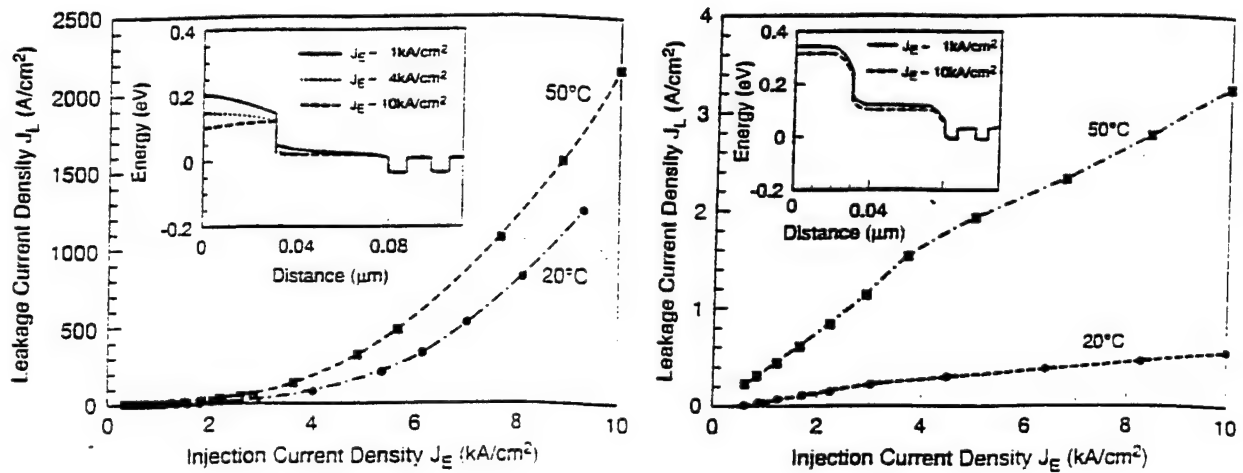 2500
2000
1500
1000
500
0
Leakage Current Density J_L (A/cm²)
0 2 4 6 8 10
Injection Current Density J_E (kA/cm²)
50°C
20°C
0.4
0.2
0
-0.2
Energy (eV)
0 0.04 0.08
Distance (μm)
J_E – 1kA/cm²
J_E – 4kA/cm²
J_E – 10kA/cm²
4
3
2
1
0
Leakage Current Density J_L (A/cm²)
0 2 4 6 8 10
Injection Current Density J_E (kA/cm²)
50°C
20°C
0.4
0.2
0
-0.2
Energy (eV)
0 0.04
Distance (μm)
J_E – 1kA/cm²
J_E – 10kA/cm²